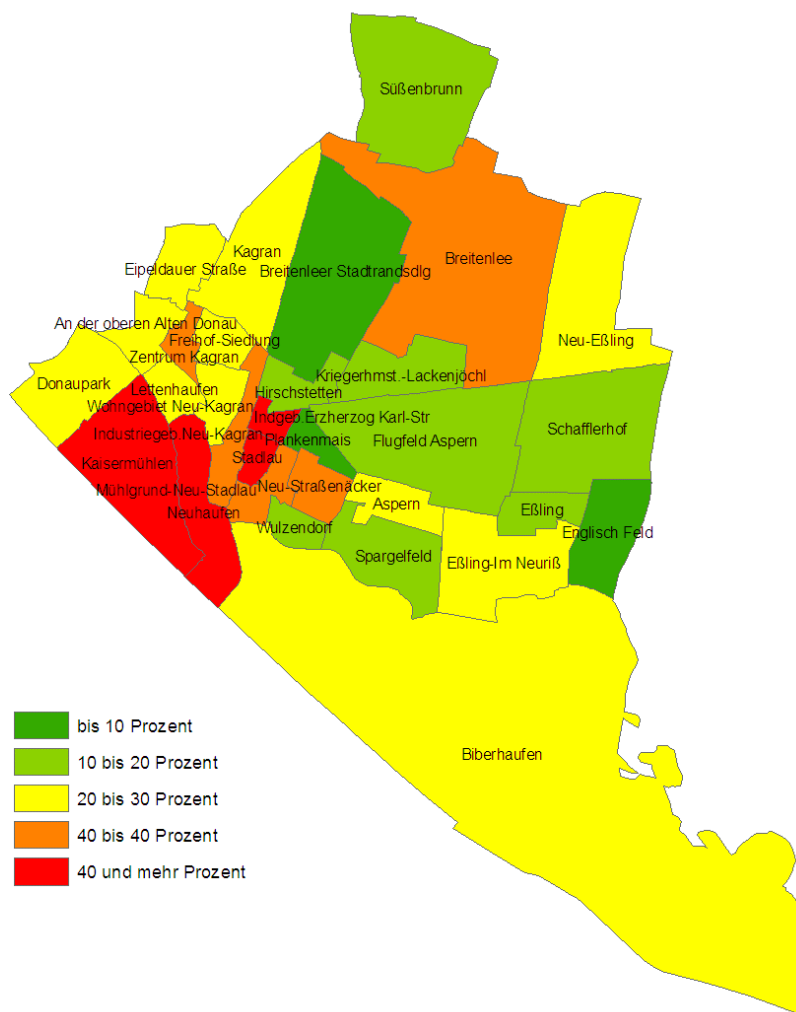 Süßenbrunn
Kagran
Breitenlee
Eipeldauer Straße
Breitenleer Stadtrandsdlg
An der oberen Alten Donau
Freihof-Siedlung
Neu-Eßling
Zentrum Kagran
Donaupark
Kriegerhmst.-Lackenjöchl
Lettenhaufen
Hirschstetten
Wohngebiet Neu-Kagran
Indgeb.Erzherzog Karl-Str
Schafflerhof
Industriegeb.Neu-Kagran
Plankenmais
Flugfeld Aspern
Kaisermühlen
Stadlau
Mühlgrund-Neu-Stadlau
Neu-Straßenäcker
Aspern
Eßling
Neuhaufen
Wulzendorf
Englisch Feld
Spargelfeld
Eßling-Im Neuriß
Biberhaufen
bis 10 Prozent
10 bis 20 Prozent
20 bis 30 Prozent
40 bis 40 Prozent
40 und mehr Prozent